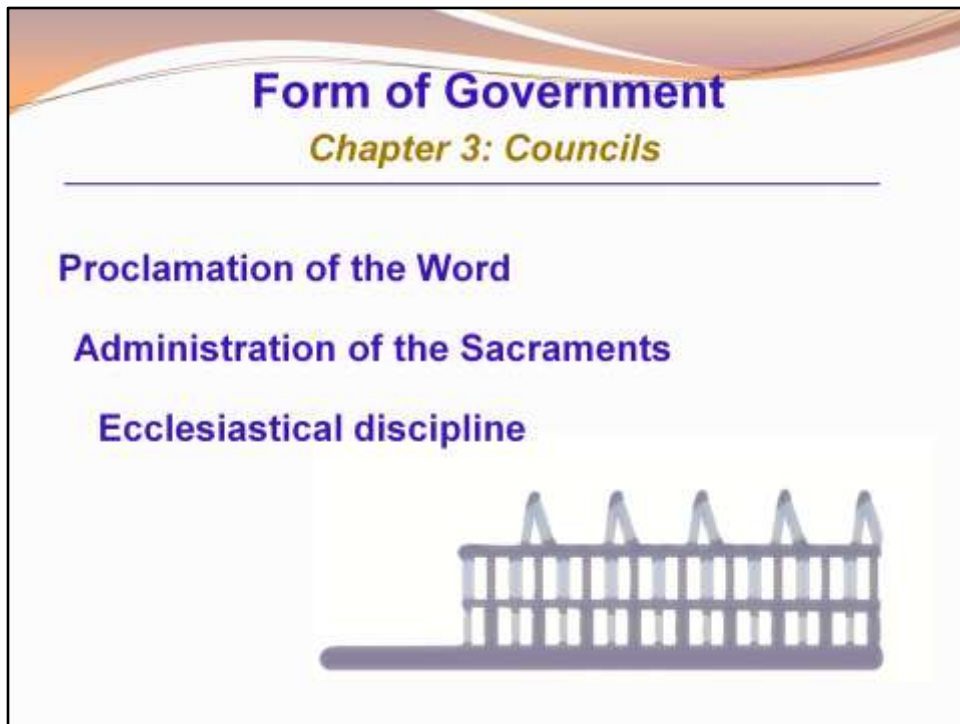 Form of Government
Chapter 3: Councils
Proclamation of the Word
Administration of the Sacraments
Ecclesiastical discipline